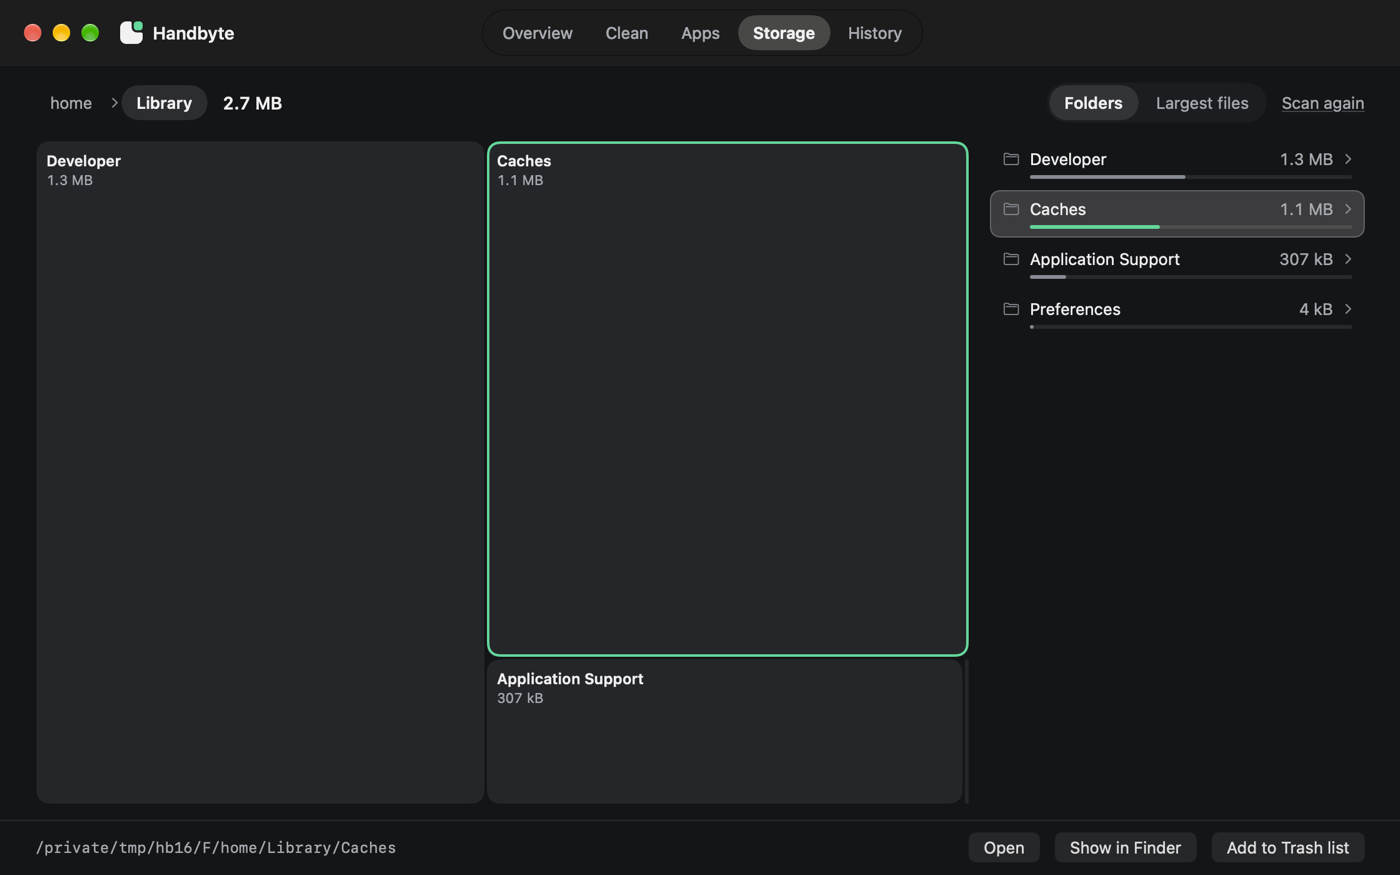 Handbyte
Overview
Clean
Apps
Storage
History
home
Library
2.7 MB
Folders
Largest files
Scan again
Developer
1.3 MB
Caches
1.1 MB
Application Support
307 kB
Developer 1.3 MB
Caches 1.1 MB
Application Support 307 kB
Preferences 4 kB
/private/tmp/hb16/F/home/Library/Caches
Open
Show in Finder
Add to Trash list